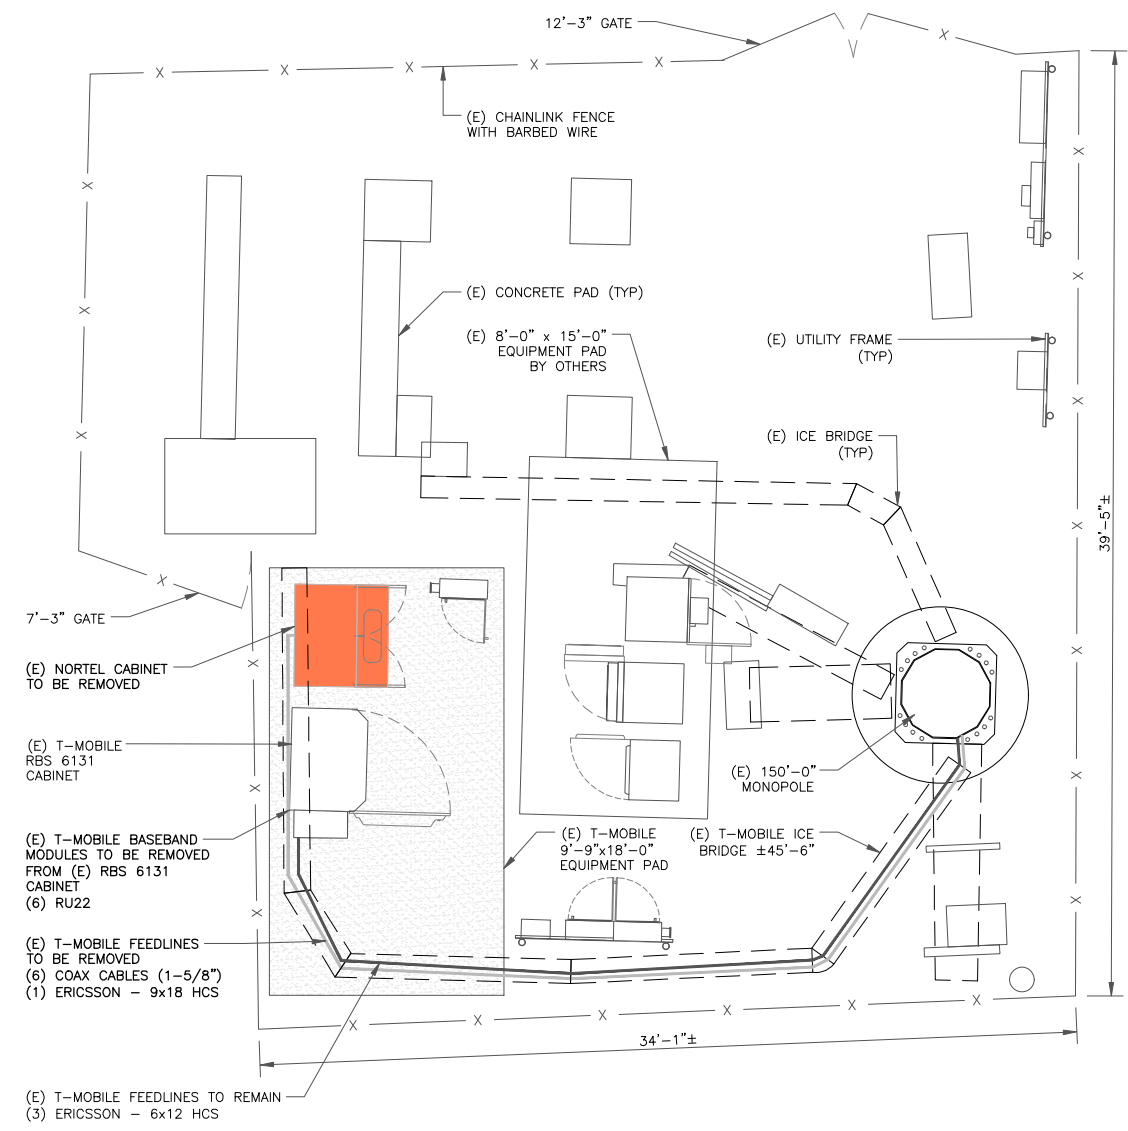 12'-3" GATE
(E) CHAINLINK FENCE
WITH BARBED WIRE
(E) CONCRETE PAD (TYP)
(E) 8'-0" x 15'-0"
EQUIPMENT PAD
BY OTHERS
(E) UTILITY FRAME
(TYP)
(E) ICE BRIDGE
(TYP)
39'-5"±
7'-3" GATE
(E) NORTEL CABINET
TO BE REMOVED
(E) T-MOBILE
RBS 6131
CABINET
(E) 150'-0"
MONOPOLE
(E) T-MOBILE BASEBAND
MODULES TO BE REMOVED
FROM (E) RBS 6131
CABINET
(6) RU22
(E) T-MOBILE
9'-9"x18'-0"
EQUIPMENT PAD
(E) T-MOBILE ICE
BRIDGE ±45'-6"
(E) T-MOBILE FEEDLINES
TO BE REMOVED
(6) COAX CABLES (1-5/8")
(1) ERICSSON - 9x18 HCS
34'-1"±
(E) T-MOBILE FEEDLINES TO REMAIN
(3) ERICSSON - 6x12 HCS